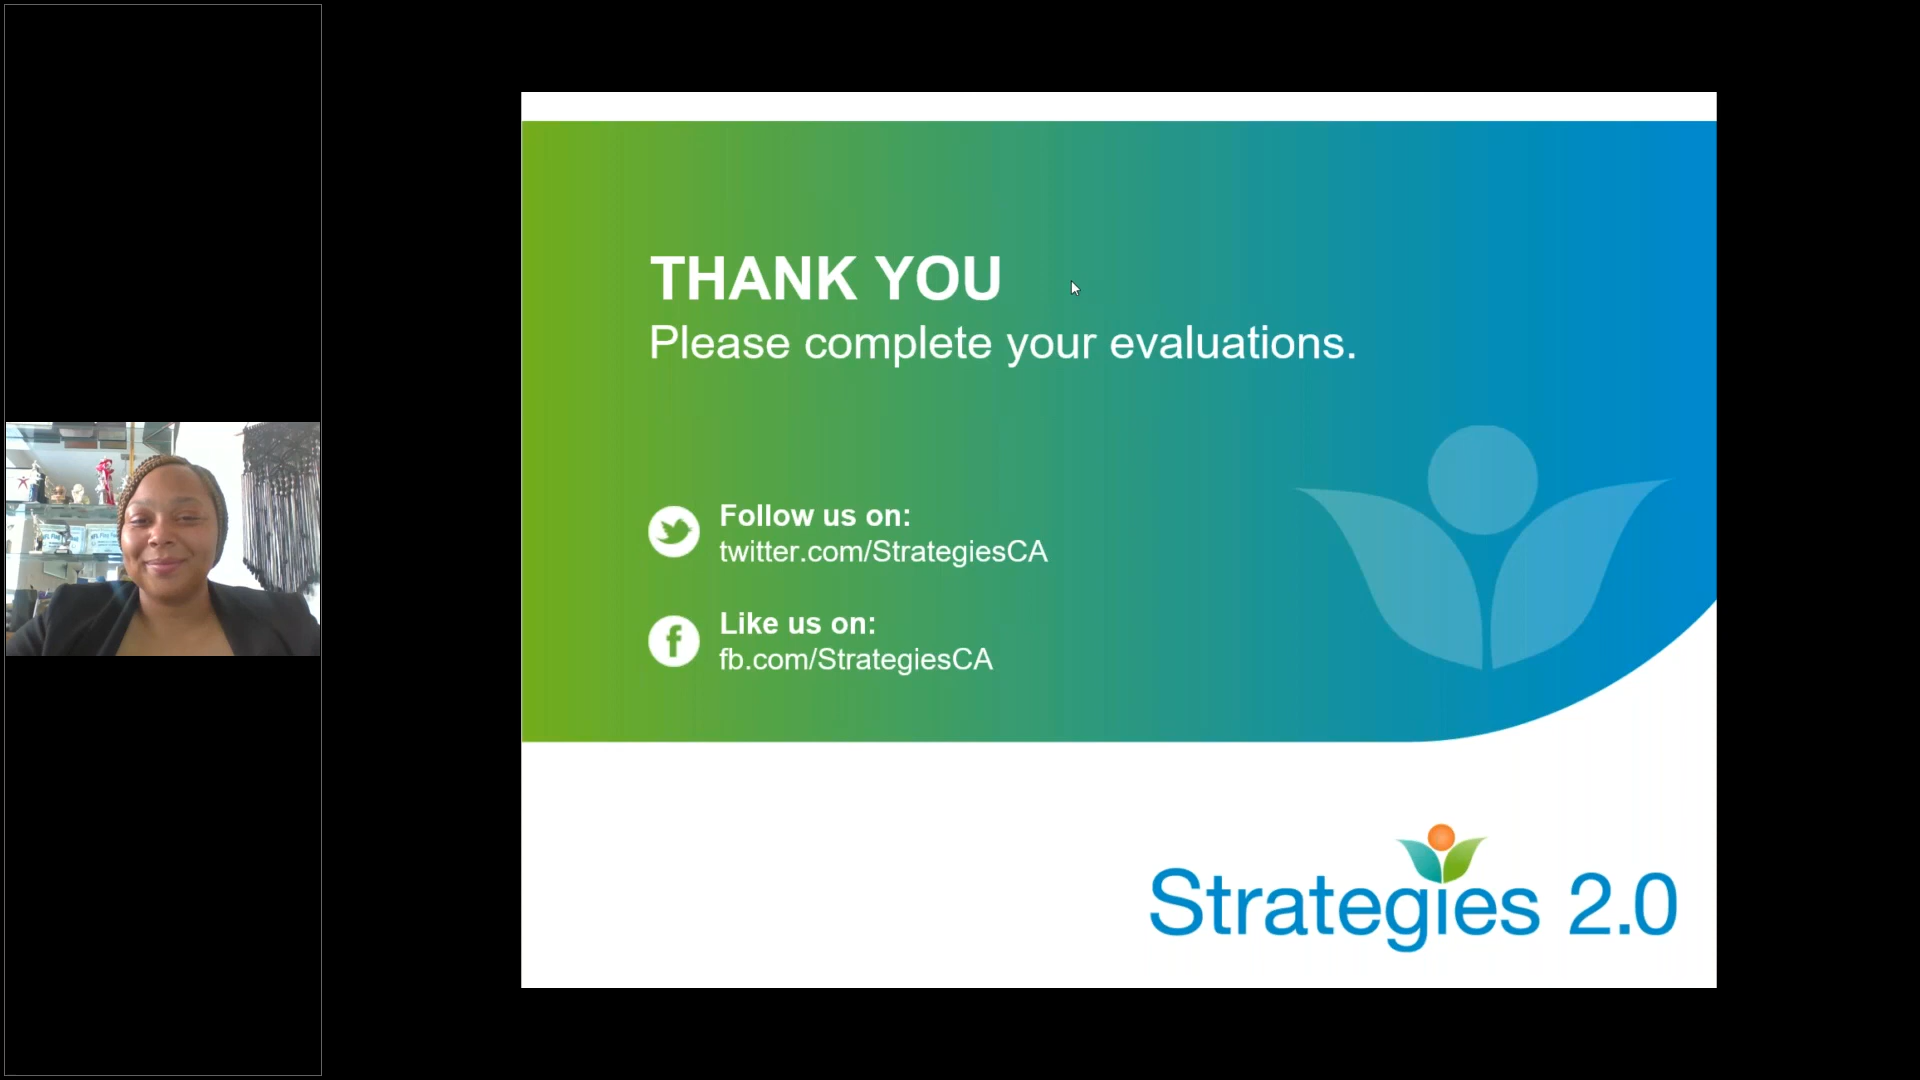 THANK YOU
Please complete your evaluations.
Follow us on:
twitter.com/StrategiesCA
Like us on:
fb.com/StrategiesCA
Strategies 2.0